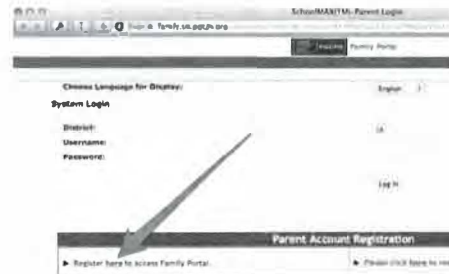 SchoolMAX(TM)- Parent Login
Family Portal
Choose Language for Display:
English
System Login
District:
Username:
Password:
Log In
Parent Account Registration
▶ Register here to access Family Portal.
▶ Please click here to